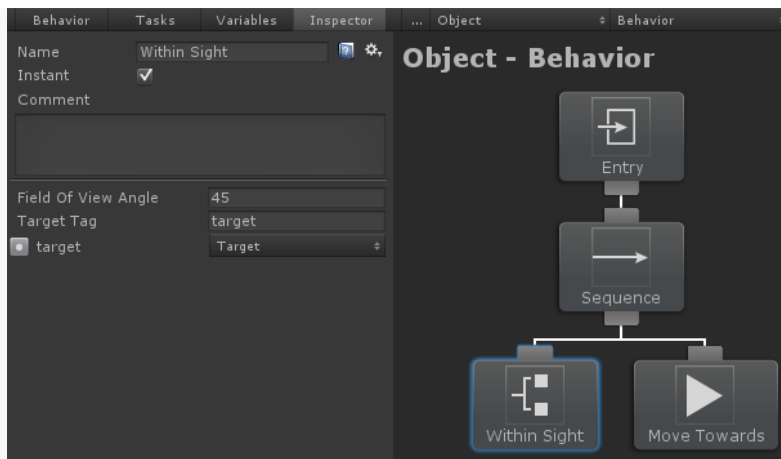 Behavior Tasks Variables Inspector ... Object Behavior
Name Within Sight
Instant
Comment
Field Of View Angle 45
Target Tag target
target Target
Object - Behavior
Entry
Sequence
Within Sight Move Towards